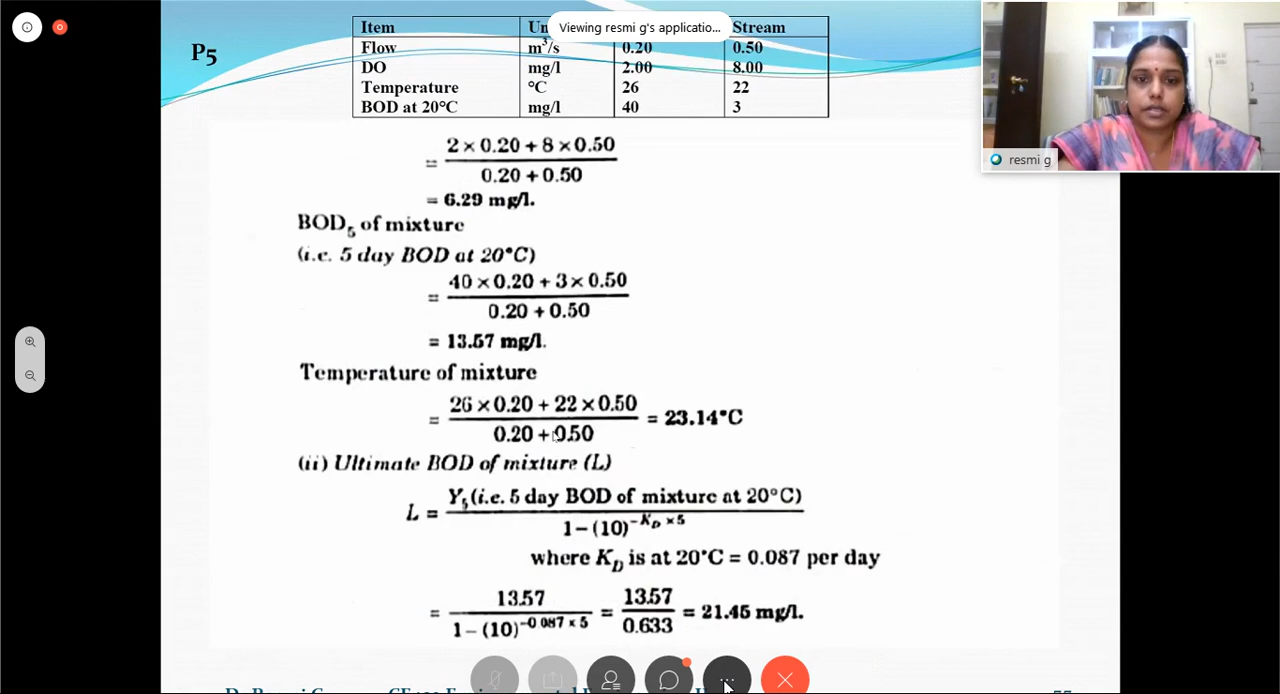 P5
Item Un Stream
Viewing resmi g's applicatio...
Flow m³/s 0.20 0.50
DO mg/l 2.00 8.00
Temperature °C 26 22
BOD at 20°C mg/l 40 3
resmi g
= 2 × 0.20 + 8 × 0.50
0.20 + 0.50
= 6.29 mg/l.
BOD5 of mixture
(i.e. 5 day BOD at 20°C)
= 40 × 0.20 + 3 × 0.50
0.20 + 0.50
= 13.57 mg/l.
Temperature of mixture
= 26 × 0.20 + 22 × 0.50 = 23.14°C
0.20 + 0.50
(ii) Ultimate BOD of mixture (L)
L = Y5 (i.e. 5 day BOD of mixture at 20°C)
1 – (10)^–KD × 5
where KD is at 20°C = 0.087 per day
= 13.57 = 13.57 = 21.45 mg/l.
1 – (10)^–0.087 × 5 0.633